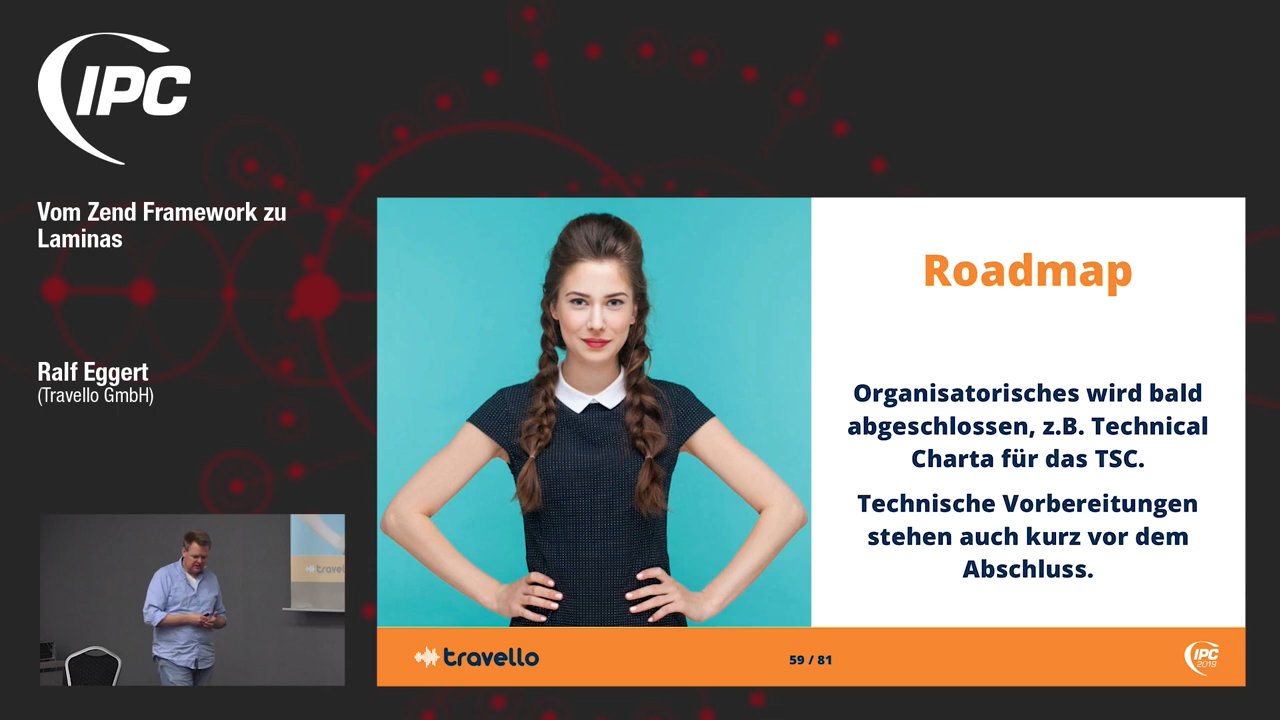 IPC
Vom Zend Framework zu
Laminas
Ralf Eggert
(Travello GmbH)
Roadmap
Organisatorisches wird bald
abgeschlossen, z.B. Technical
Charta für das TSC.
Technische Vorbereitungen
stehen auch kurz vor dem
Abschluss.
travello
59 / 81
IPC
2019